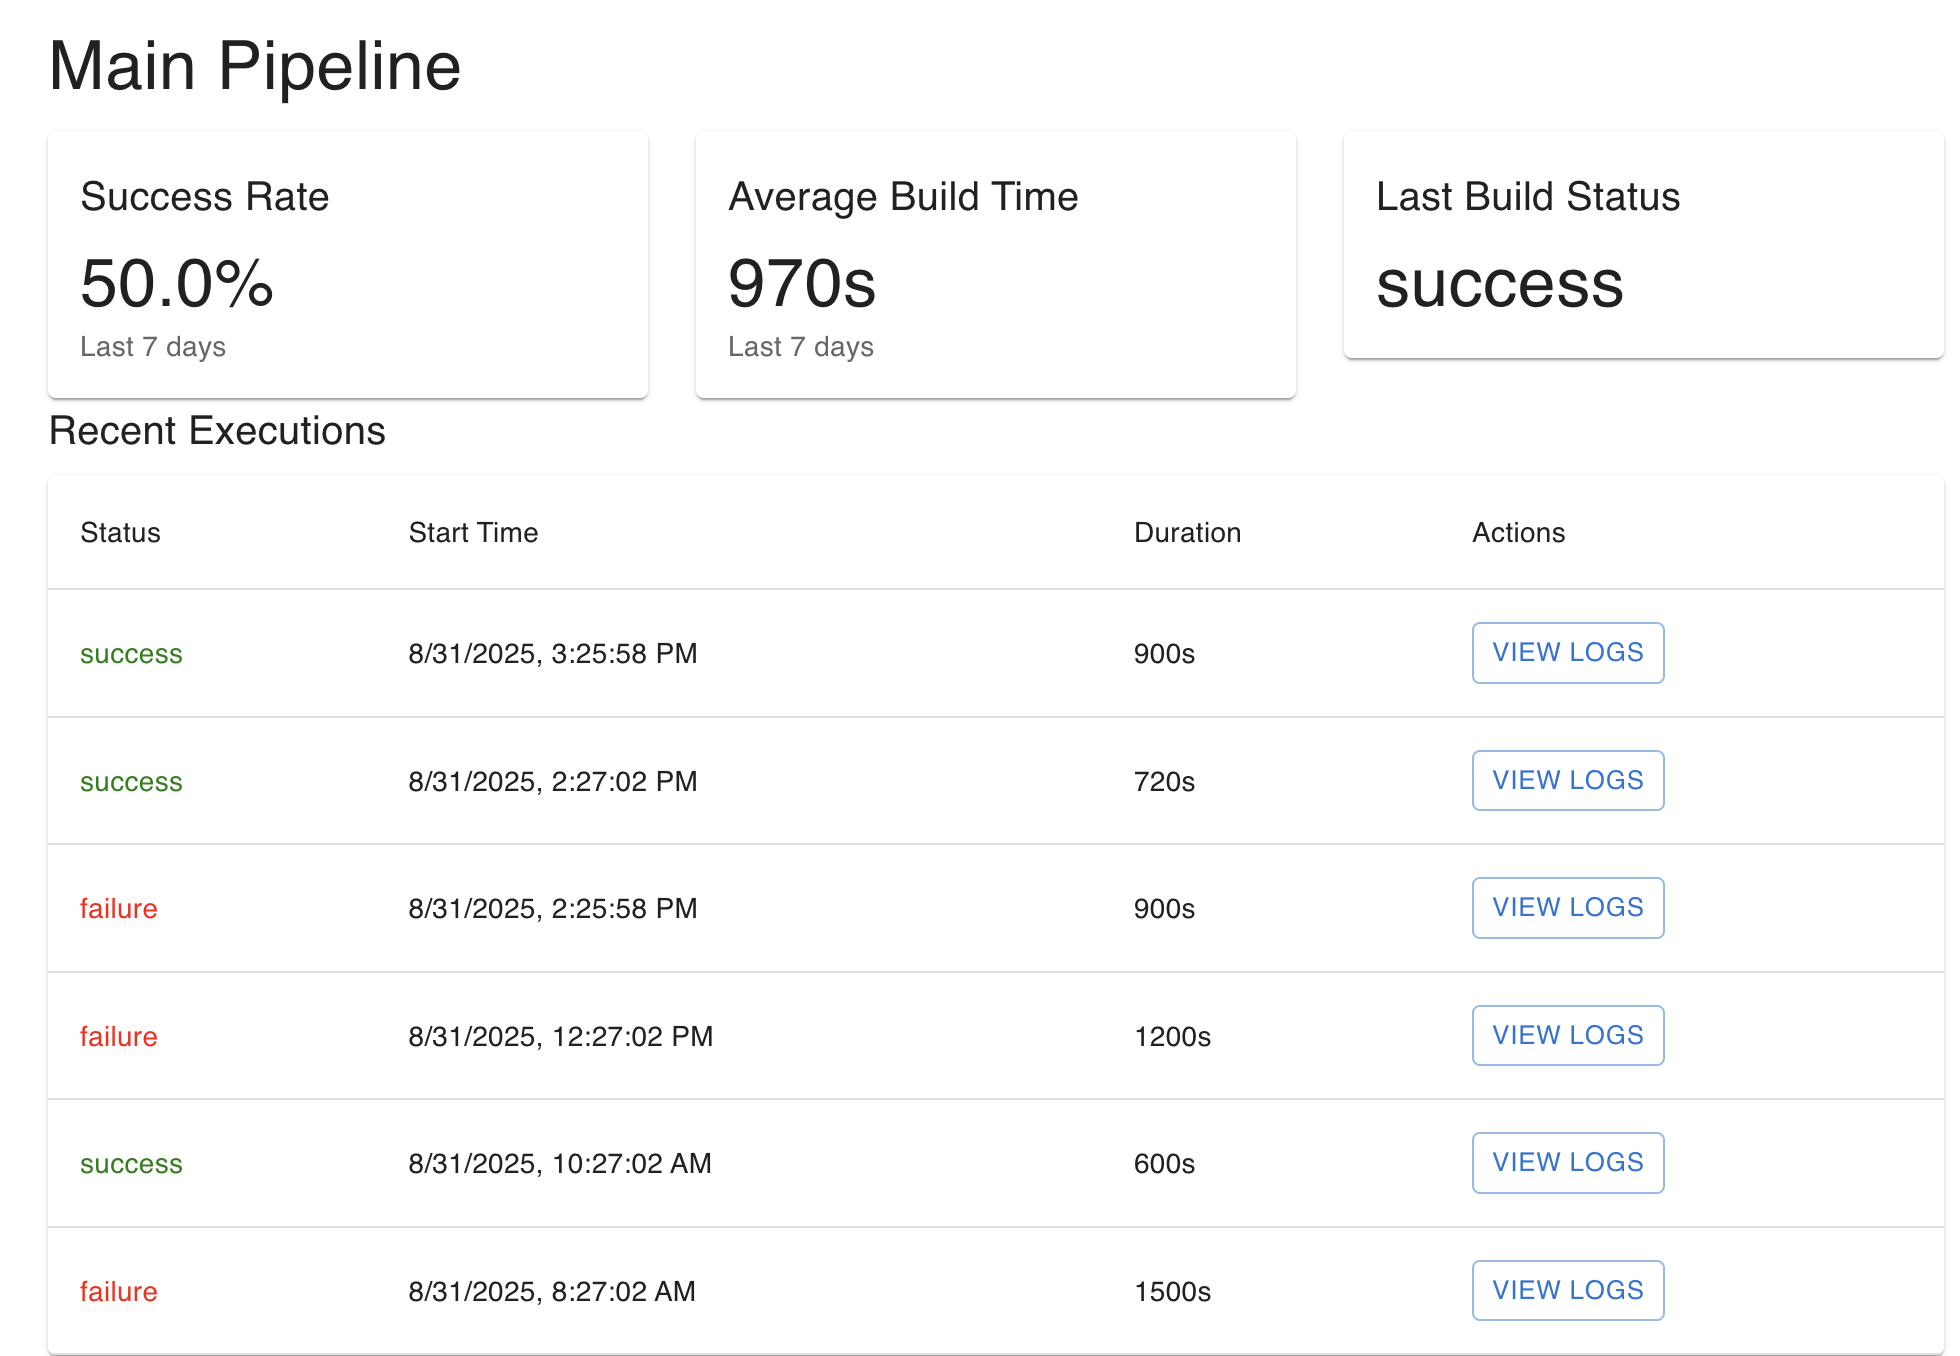 Main Pipeline
Success Rate
50.0%
Last 7 days
Average Build Time
970s
Last 7 days
Last Build Status
success
Recent Executions
Status Start Time Duration Actions
success 8/31/2025, 3:25:58 PM 900s VIEW LOGS
success 8/31/2025, 2:27:02 PM 720s VIEW LOGS
failure 8/31/2025, 2:25:58 PM 900s VIEW LOGS
failure 8/31/2025, 12:27:02 PM 1200s VIEW LOGS
success 8/31/2025, 10:27:02 AM 600s VIEW LOGS
failure 8/31/2025, 8:27:02 AM 1500s VIEW LOGS